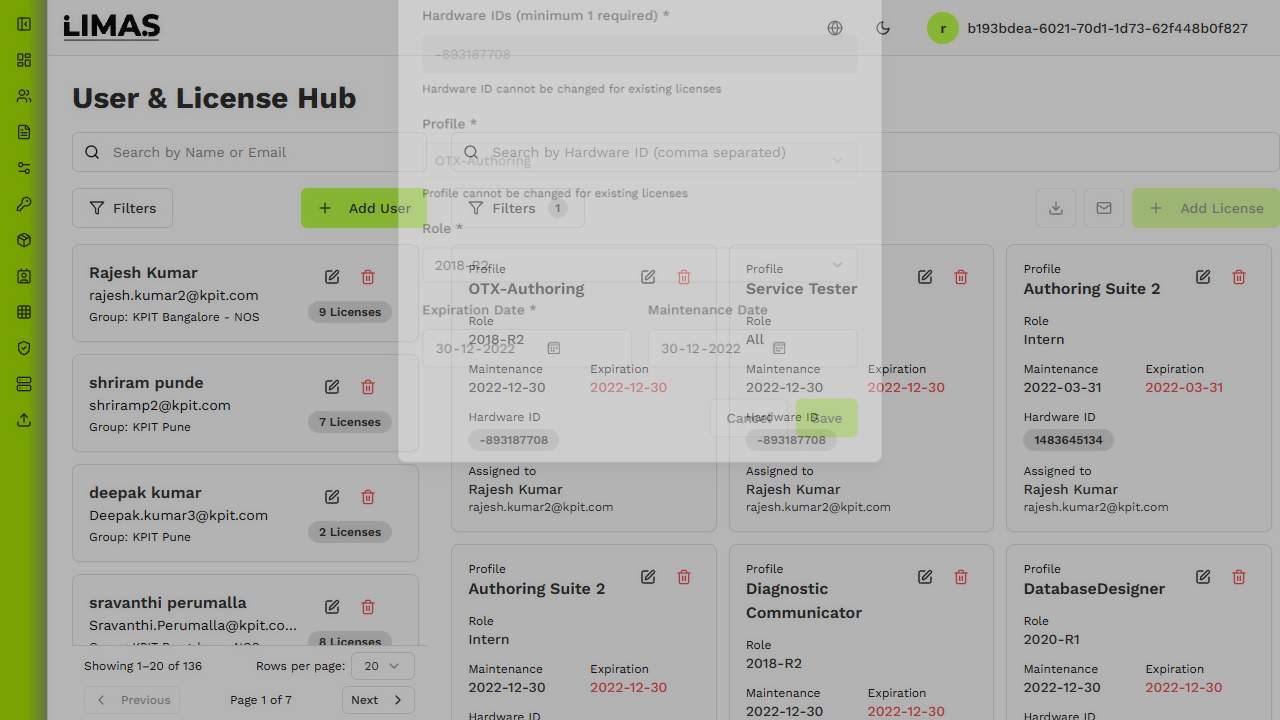 LIMAS
r
b193bdea-6021-70d1-1d73-62f448b0f827
User & License Hub
Search by Name or Email
Filters
Add User
Rajesh Kumar
rajesh.kumar2@kpit.com
Group: KPIT Bangalore - NOS
9 Licenses
shriram punde
shriramp2@kpit.com
Group: KPIT Pune
7 Licenses
deepak kumar
Deepak.kumar3@kpit.com
Group: KPIT Pune
2 Licenses
sravanthi perumalla
Sravanthi.Perumalla@kpit.co...
8 Licenses
Showing 1–20 of 136
Rows per page:
20
Previous
Page 1 of 7
Next
Search by Hardware ID (comma separated)
Filters
1
Add License
Profile
OTX-Authoring
Role
2018-R2
Maintenance
2022-12-30
Expiration
2022-12-30
Hardware ID
-893187708
Assigned to
Rajesh Kumar
rajesh.kumar2@kpit.com
Profile
Service Tester
Role
All
Maintenance
2022-12-30
Expiration
2022-12-30
Hardware ID
-893187708
Assigned to
Rajesh Kumar
rajesh.kumar2@kpit.com
Profile
Authoring Suite 2
Role
Intern
Maintenance
2022-03-31
Expiration
2022-03-31
Hardware ID
1483645134
Assigned to
Rajesh Kumar
rajesh.kumar2@kpit.com
Profile
Authoring Suite 2
Role
Intern
Maintenance
2022-12-30
Expiration
2022-12-30
Hardware ID
Profile
Diagnostic
Communicator
Role
2018-R2
Maintenance
2022-12-30
Expiration
2022-12-30
Profile
DatabaseDesigner
Role
2020-R1
Maintenance
2022-12-30
Expiration
2022-12-30
Hardware ID
Hardware IDs (minimum 1 required) *
-893187708
Hardware ID cannot be changed for existing licenses
Profile *
OTX-Authoring
Profile cannot be changed for existing licenses
Role *
2018-R2
Expiration Date *
30-12-2022
Maintenance Date
30-12-2022
Cancel
Save